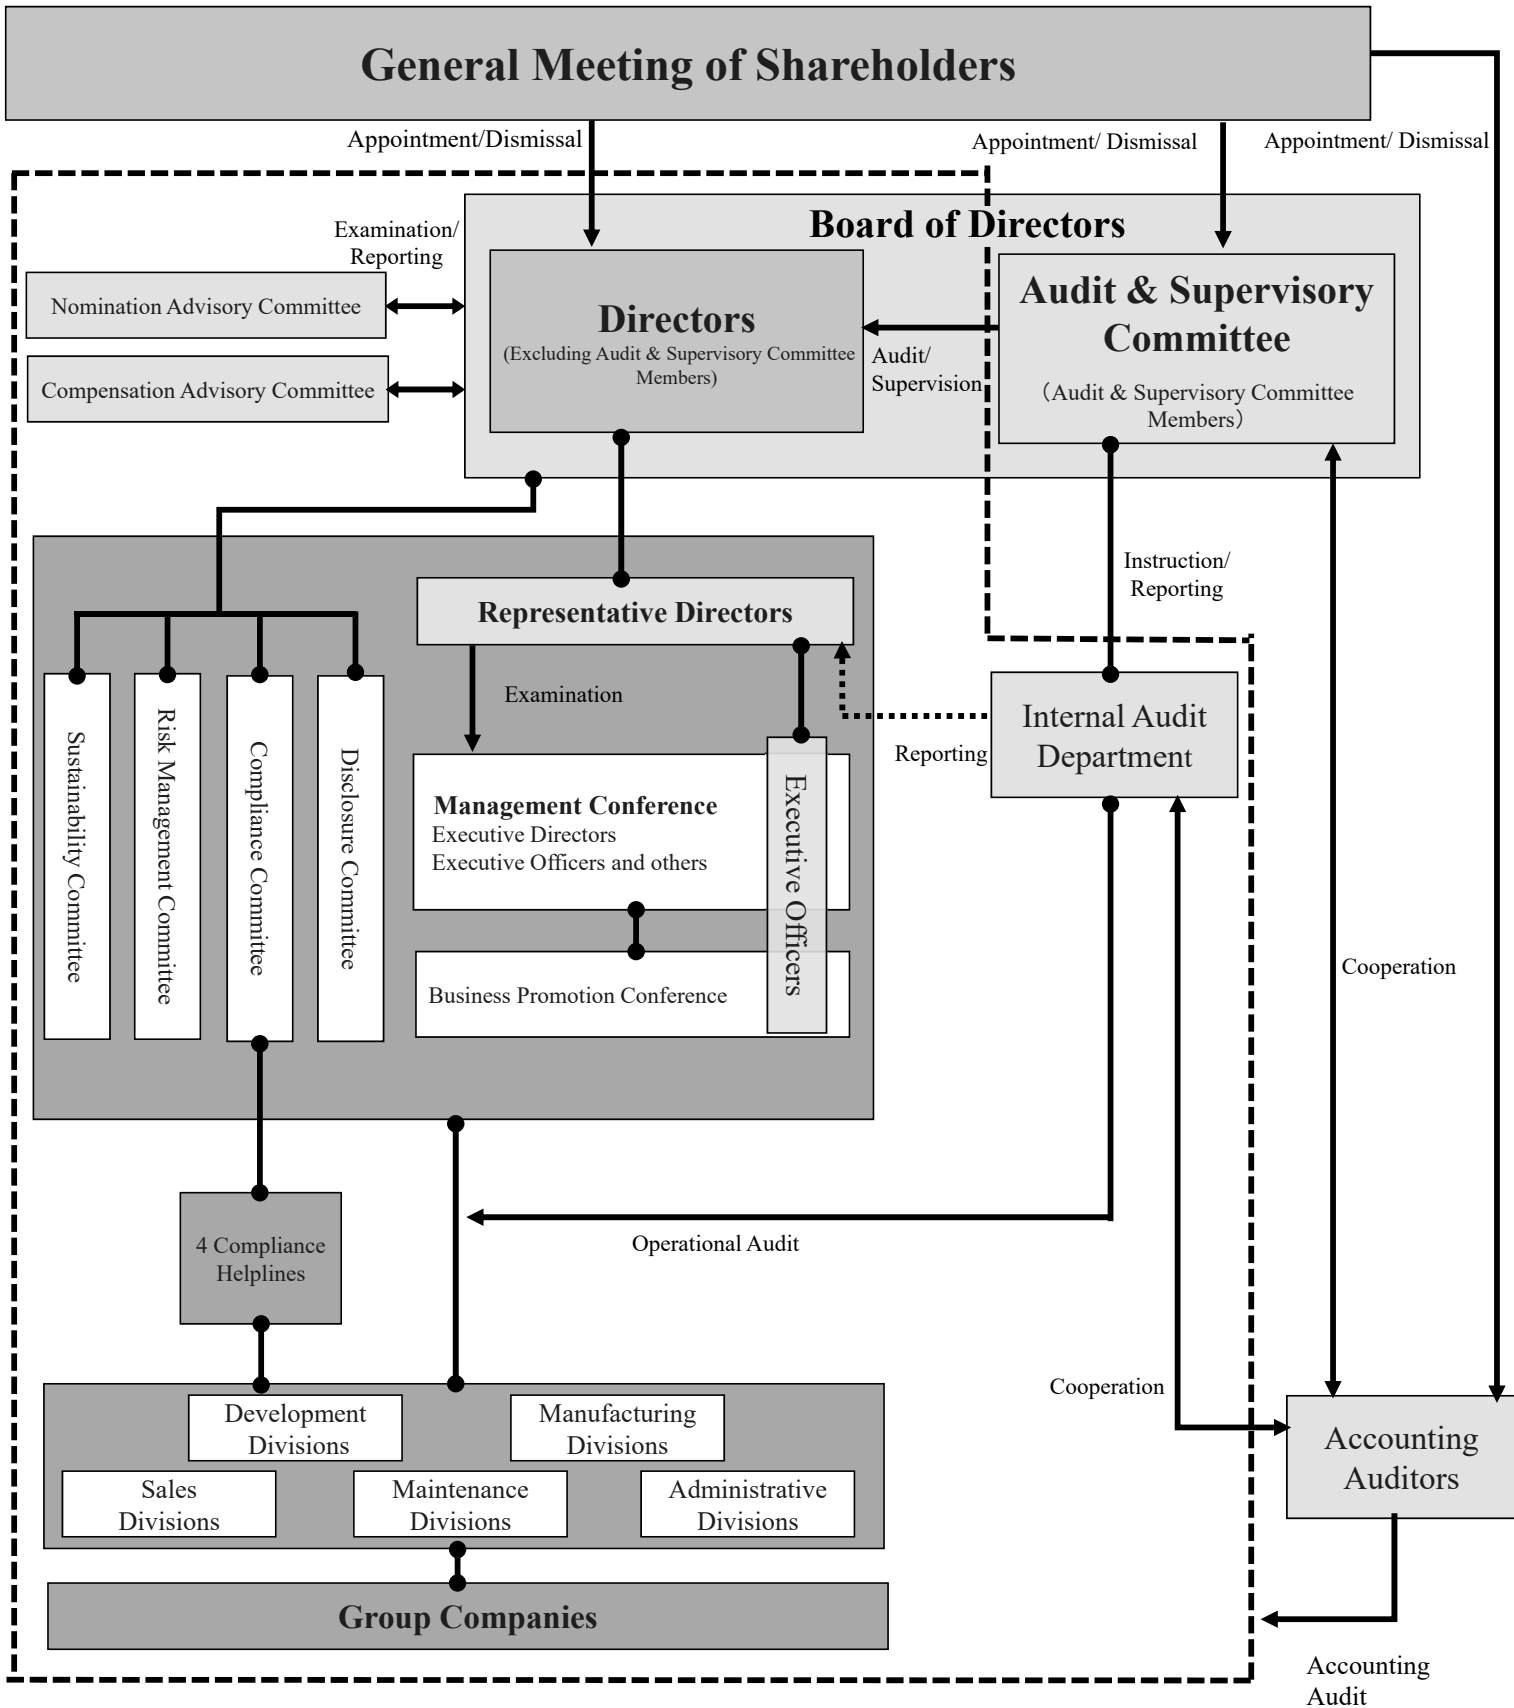 General Meeting of Shareholders
Appointment/Dismissal
Appointment/ Dismissal
Appointment/ Dismissal
Board of Directors
Examination/
Reporting
Nomination Advisory Committee
Compensation Advisory Committee
Directors
(Excluding Audit & Supervisory Committee
Members)
Audit/
Supervision
Audit & Supervisory
Committee
（Audit & Supervisory Committee
Members）
Instruction/
Reporting
Representative Directors
Examination
Sustainability Committee
Risk Management Committee
Compliance Committee
Disclosure Committee
Management Conference
Executive Directors
Executive Officers and others
Executive Officers
Business Promotion Conference
Reporting
Internal Audit
Department
Cooperation
4 Compliance
Helplines
Operational Audit
Cooperation
Development
Divisions
Manufacturing
Divisions
Sales
Divisions
Maintenance
Divisions
Administrative
Divisions
Accounting
Auditors
Group Companies
Accounting
Audit